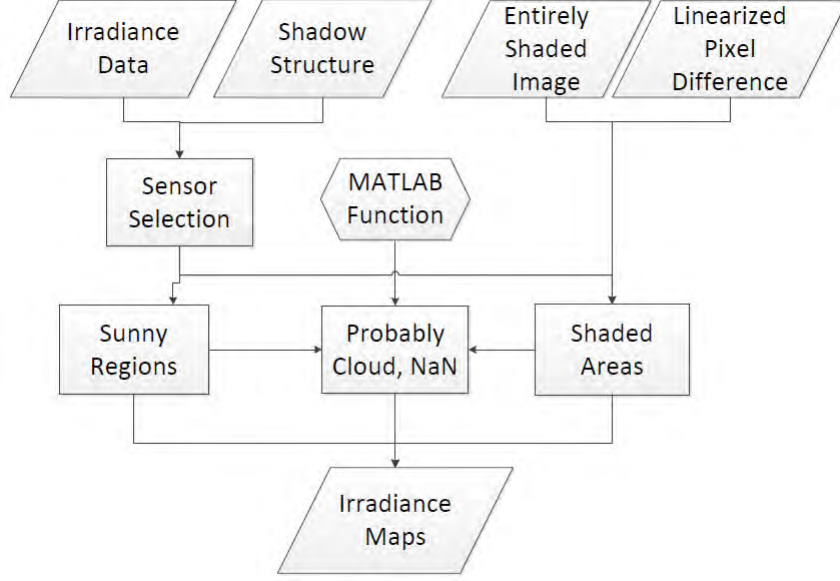 Irradiance
Data
Shadow
Structure
Entirely
Shaded
Image
Linearized
Pixel
Difference
Sensor
Selection
MATLAB
Function
Sunny
Regions
Probably
Cloud, NaN
Shaded
Areas
Irradiance
Maps